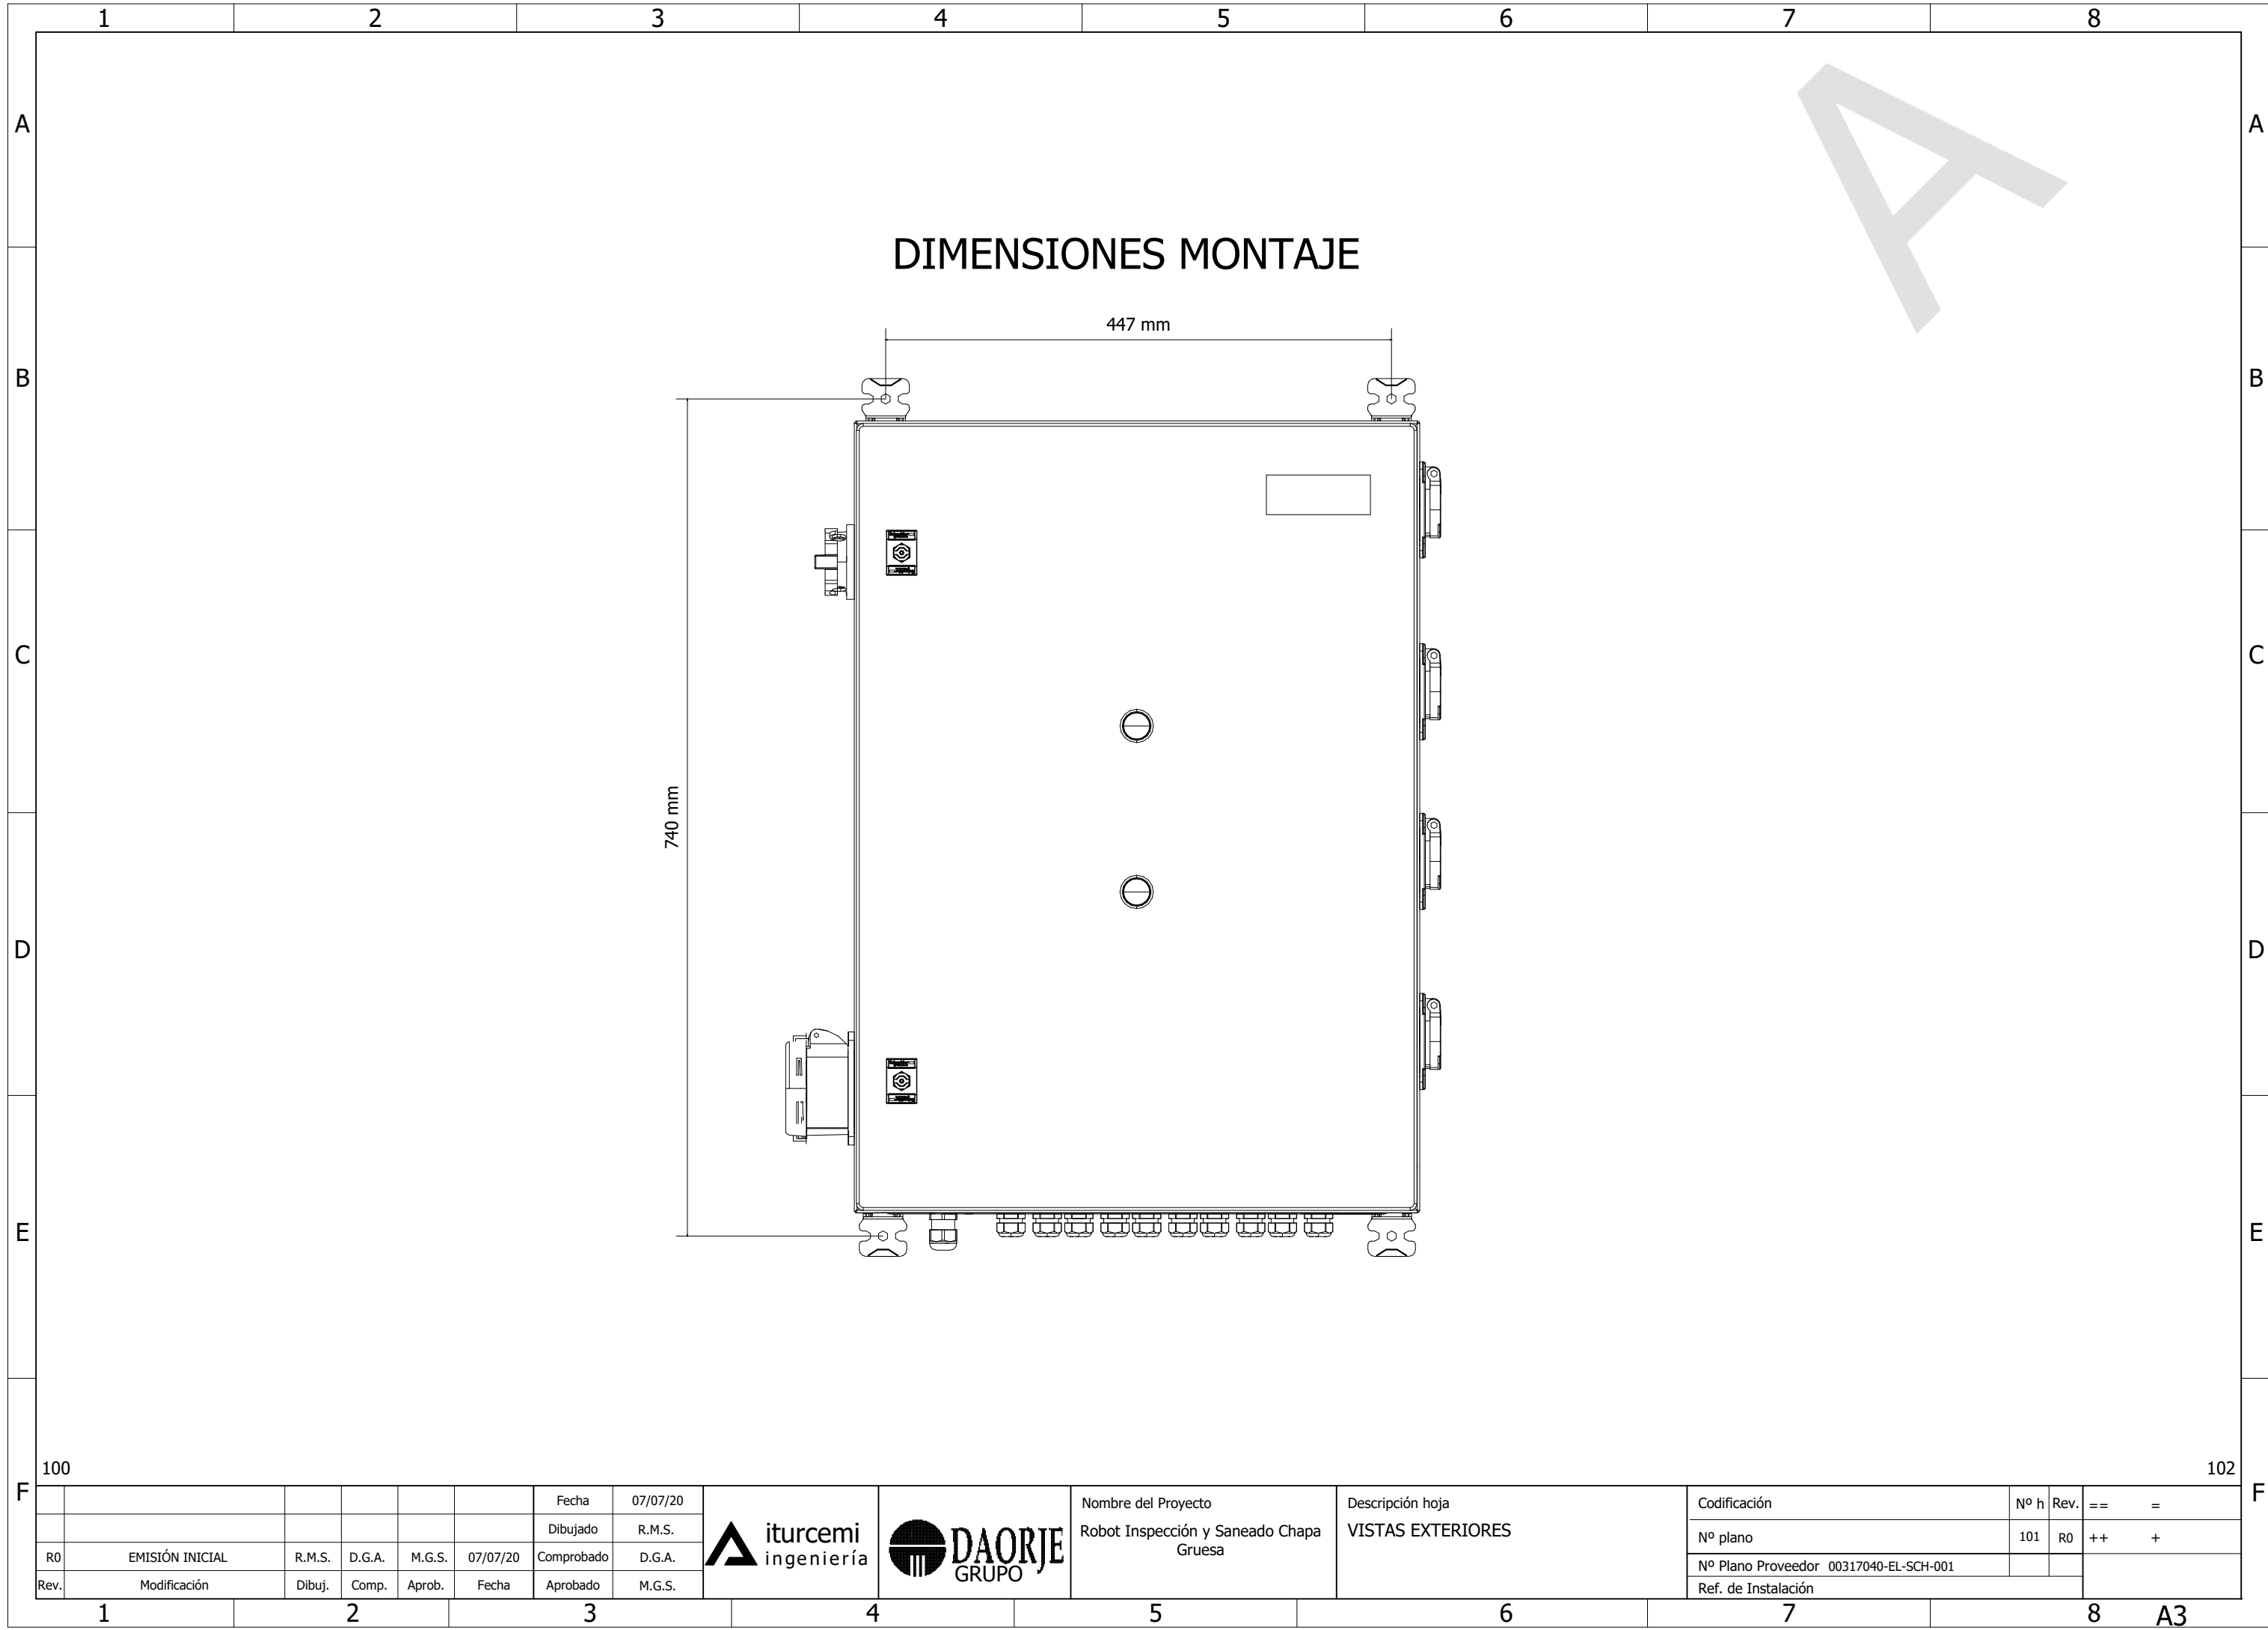 1 2 3 4 5 6 7 8
A A
A
DIMENSIONES MONTAJE
447 mm
B B
C C
740 mm
D D
E E
100 102
F F
Fecha 07/07/20
Dibujado R.M.S.
R0 EMISIÓN INICIAL R.M.S. D.G.A. M.G.S. 07/07/20 Comprobado D.G.A.
Rev. Modificación Dibuj. Comp. Aprob. Fecha Aprobado M.G.S.
iturcemi
ingeniería
DAORJE
GRUPO
Nombre del Proyecto
Robot Inspección y Saneado Chapa
Gruesa
Descripción hoja
VISTAS EXTERIORES
Codificación Nº h Rev. == =
Nº plano 101 R0 ++ +
Nº Plano Proveedor 00317040-EL-SCH-001
Ref. de Instalación
1 2 3 4 5 6 7 8 A3